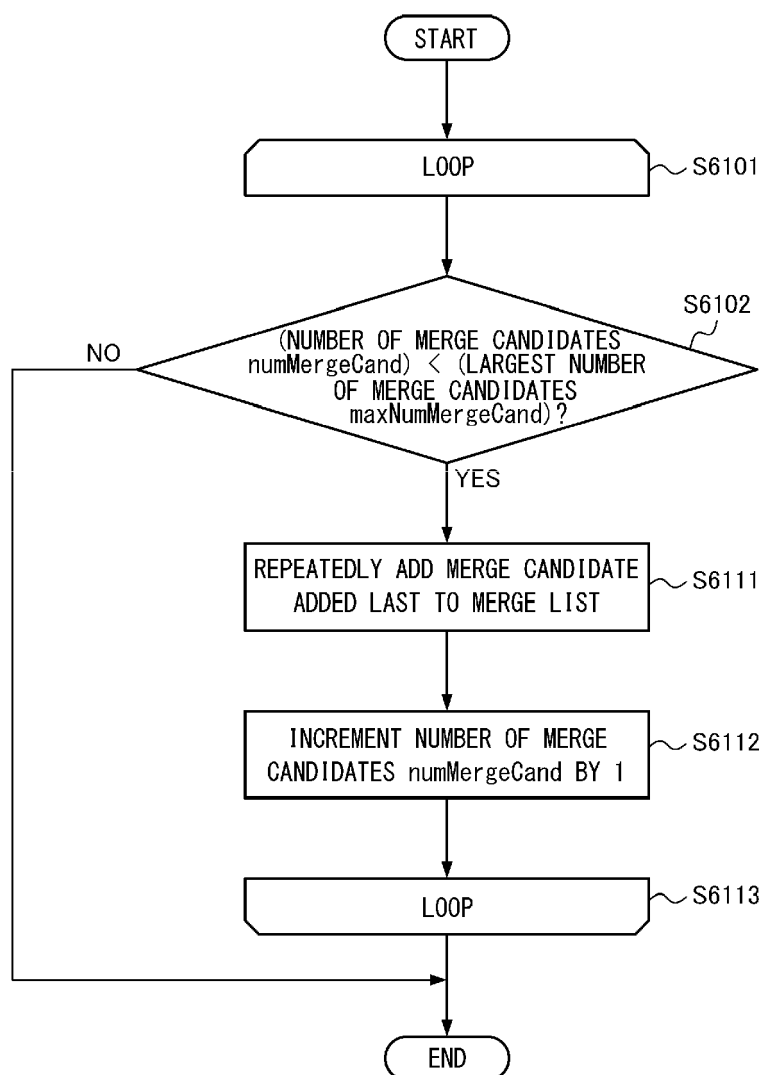 START
LOOP
S6101
S6102
(NUMBER OF MERGE CANDIDATES
numMergeCand) < (LARGEST NUMBER
OF MERGE CANDIDATES
maxNumMergeCand)?
NO
YES
REPEATEDLY ADD MERGE CANDIDATE
ADDED LAST TO MERGE LIST
S6111
INCREMENT NUMBER OF MERGE
CANDIDATES numMergeCand BY 1
S6112
LOOP
S6113
END